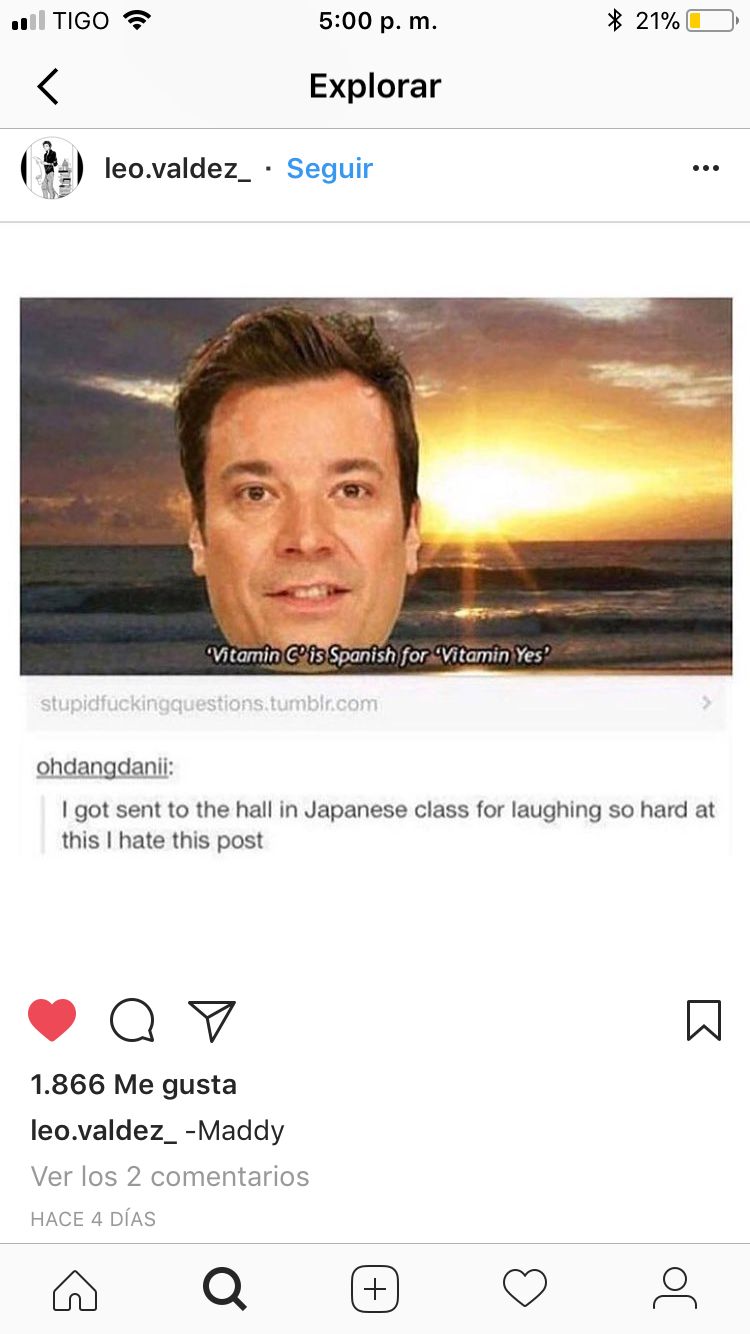 TIGO 5:00 p. m. 21%
Explorar
leo.valdez_ · Seguir
'Vitamin C' is Spanish for 'Vitamin Yes'
stupidfuckingquestions.tumblr.com
ohdangdanii:
I got sent to the hall in Japanese class for laughing so hard at
this I hate this post
1.866 Me gusta
leo.valdez_ -Maddy
Ver los 2 comentarios
HACE 4 DÍAS